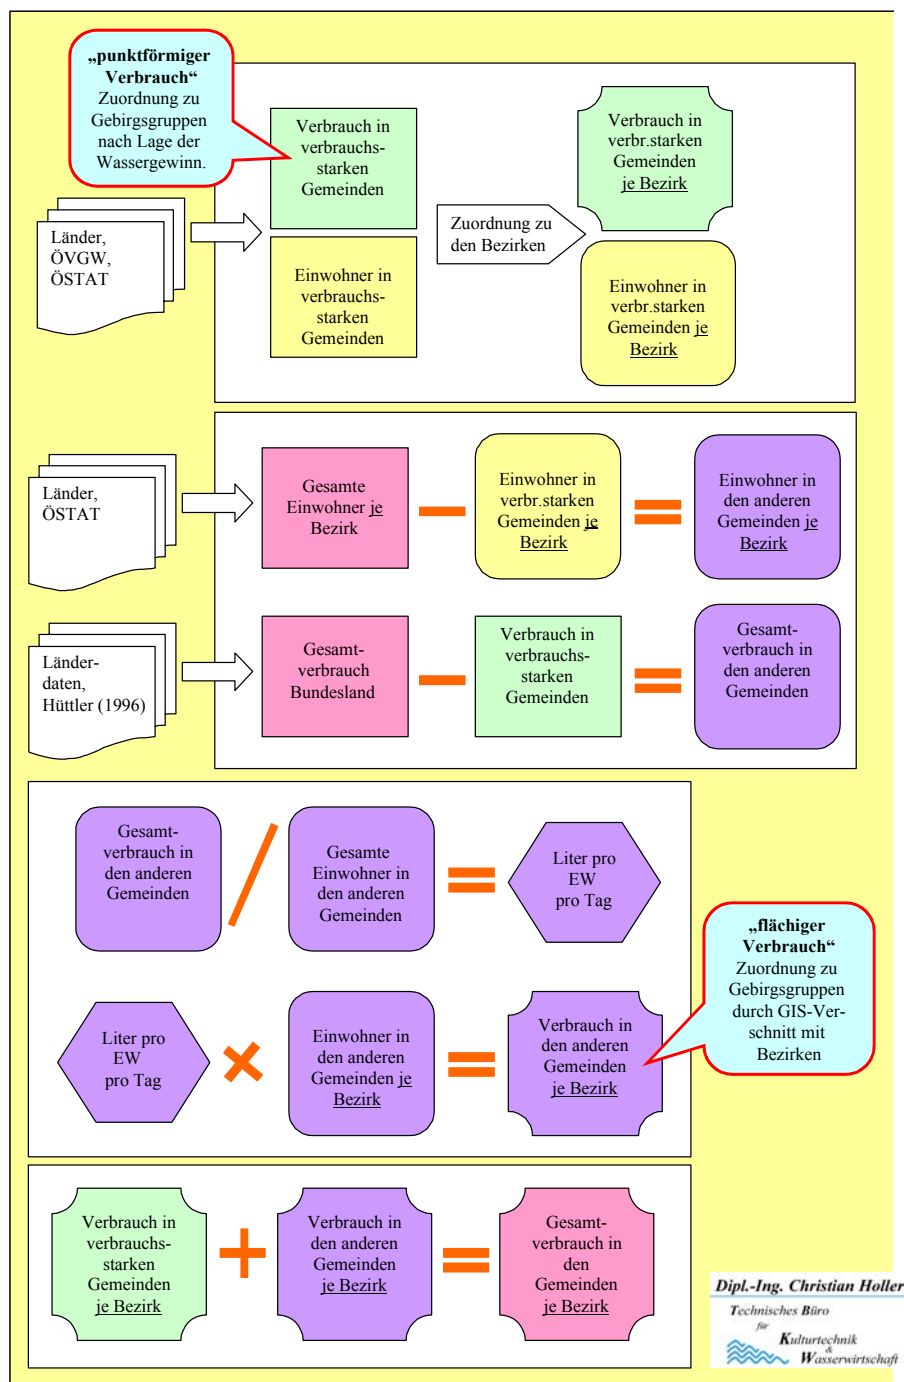 „punktförmiger
Verbrauch“
Zuordnung zu
Gebirgsgruppen
nach Lage der
Wassergewinn.
Verbrauch in
verbrauchs-
starken
Gemeinden
Verbrauch in
verbr.starken
Gemeinden
je Bezirk
Länder,
ÖVGW,
ÖSTAT
Zuordnung zu
den Bezirken
Einwohner in
verbrauchs-
starken
Gemeinden
Einwohner in
verbr.starken
Gemeinden je
Bezirk
Länder,
ÖSTAT
Gesamte
Einwohner je
Bezirk
Einwohner in
verbr.starken
Gemeinden je
Bezirk
Einwohner in
den anderen
Gemeinden je
Bezirk
Länder-
daten,
Hüttler (1996)
Gesamt-
verbrauch
Bundesland
Verbrauch in
verbrauchs-
starken
Gemeinden
Gesamt-
verbrauch in
den anderen
Gemeinden
Gesamt-
verbrauch in
den anderen
Gemeinden
Gesamte
Einwohner in
den anderen
Gemeinden
Liter pro
EW
pro Tag
„flächiger
Verbrauch“
Zuordnung zu
Gebirgsgruppen
durch GIS-Ver-
schnitt mit
Bezirken
Liter pro
EW
pro Tag
Einwohner in
den anderen
Gemeinden je
Bezirk
Verbrauch in
den anderen
Gemeinden
je Bezirk
Verbrauch in
verbrauchs-
starken
Gemeinden
je Bezirk
Verbrauch in
den anderen
Gemeinden
je Bezirk
Gesamt-
verbrauch in
den
Gemeinden
je Bezirk
Dipl.-Ing. Christian Holler
Technisches Büro
für
Kulturtechnik
&
Wasserwirtschaft